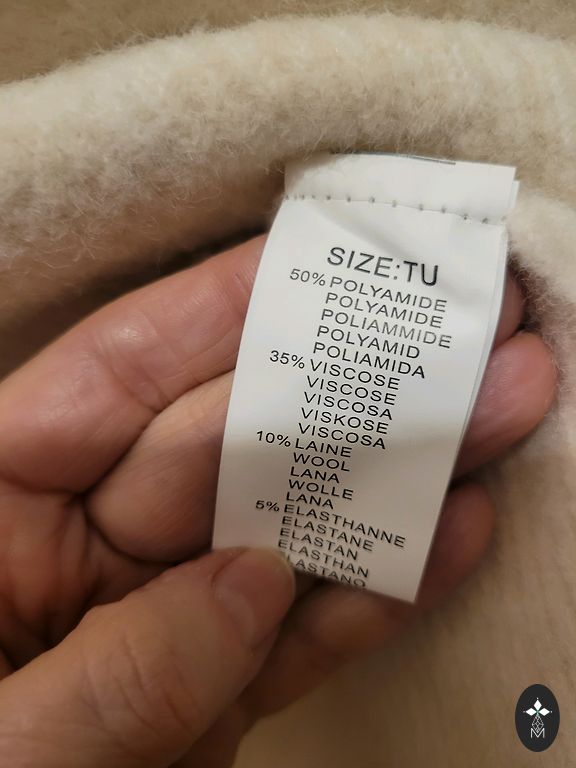 SIZE:TU
50% POLYAMIDE
POLYAMIDE
POLIAMMIDE
POLYAMID
POLIAMIDA
35% VISCOSE
VISCOSE
VISCOSA
VISKOSE
VISCOSA
10% LAINE
WOOL
LANA
WOLLE
LANA
5% ELASTHANNE
ELASTANE
ELASTAN
ELASTHAN
LASTANO
M